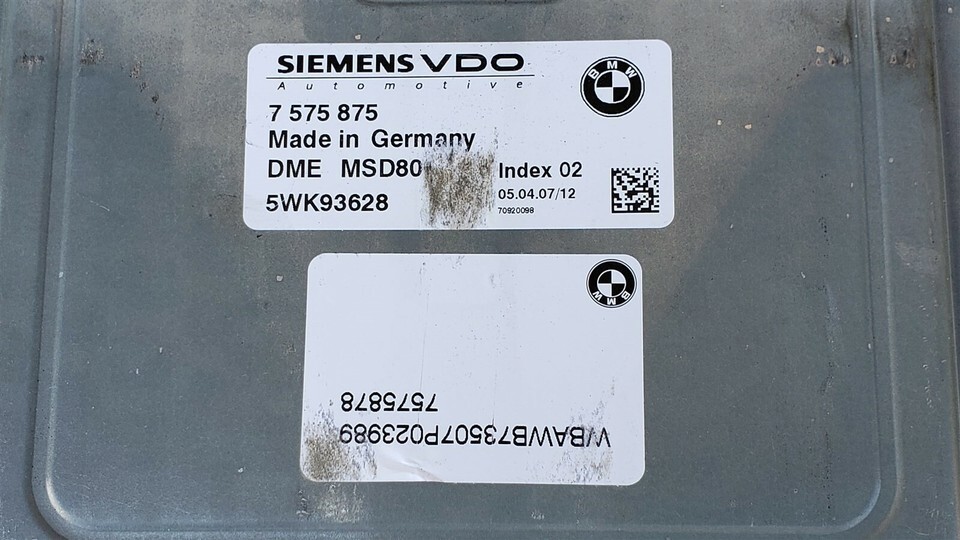 SIEMENS VDO
Automotive
BMW
7 575 875
Made in Germany
DME MSD80 Index 02
5WK93628
05.04.07/12
70920098
WBAWB73507P023989
7575878
BMW